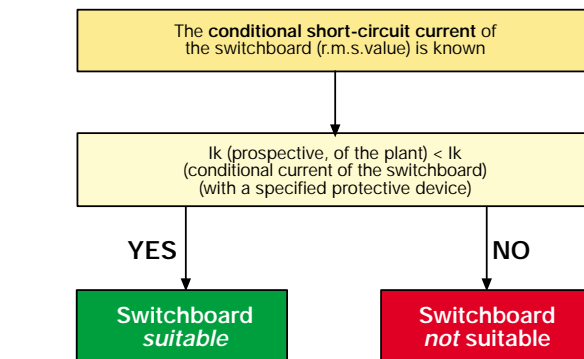 The conditional short-circuit current of
the switchboard (r.m.s.value) is known
Ik (prospective, of the plant) < Ik
(conditional current of the switchboard)
(with a specified protective device)
YES
NO
Switchboard
suitable
Switchboard
not suitable